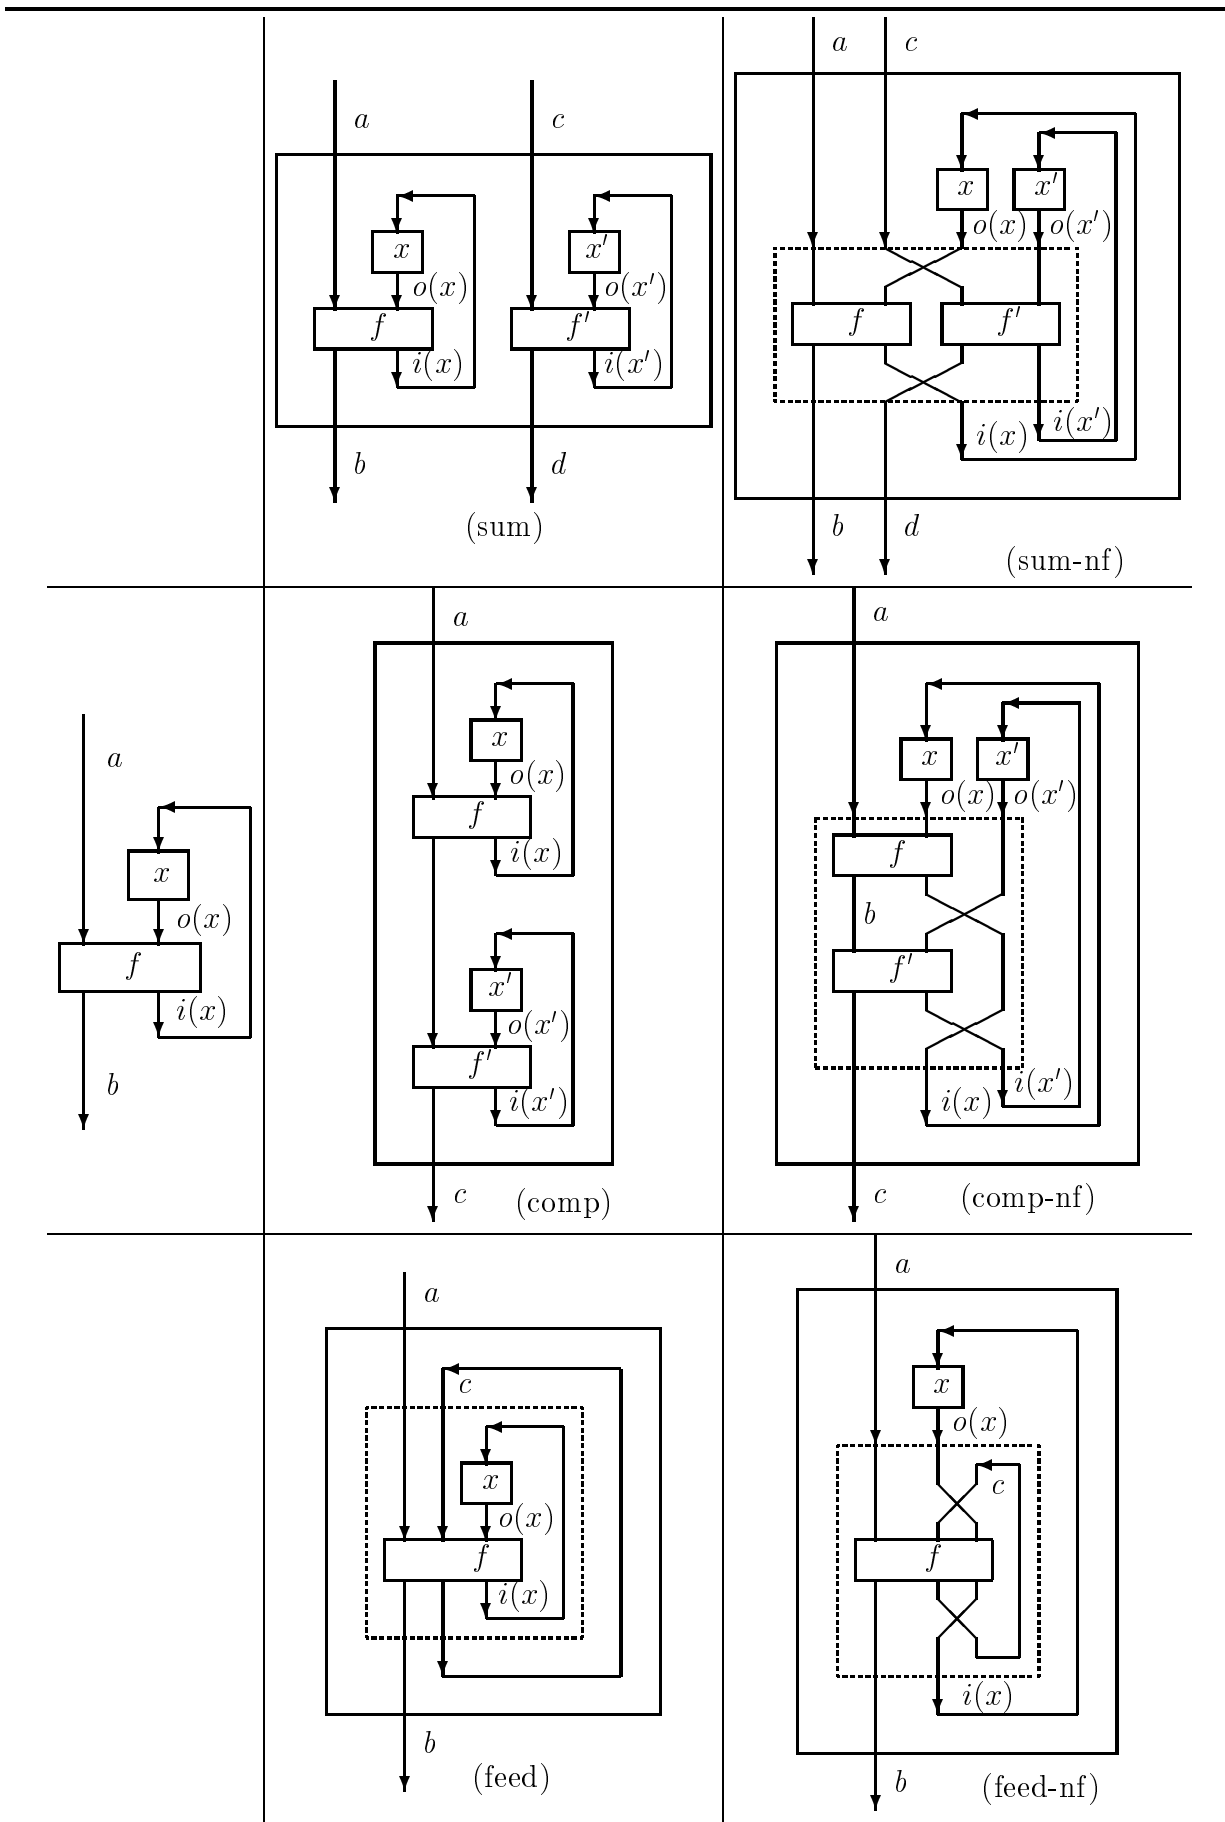 a
c
x
x′
o(x)
o(x′)
f
f′
i(x)
i(x′)
b
d
(sum)
a
c
x
x′
o(x)
o(x′)
f
f′
i(x)
i(x′)
b
d
(sum-nf)
a
x
o(x)
f
i(x)
b
a
x
o(x)
f
i(x)
x′
o(x′)
f′
i(x′)
c
(comp)
a
x
x′
o(x)
o(x′)
f
b
f′
i(x′)
i(x)
c
(comp-nf)
a
c
x
o(x)
f
i(x)
b
(feed)
a
x
o(x)
c
f
i(x)
b
(feed-nf)